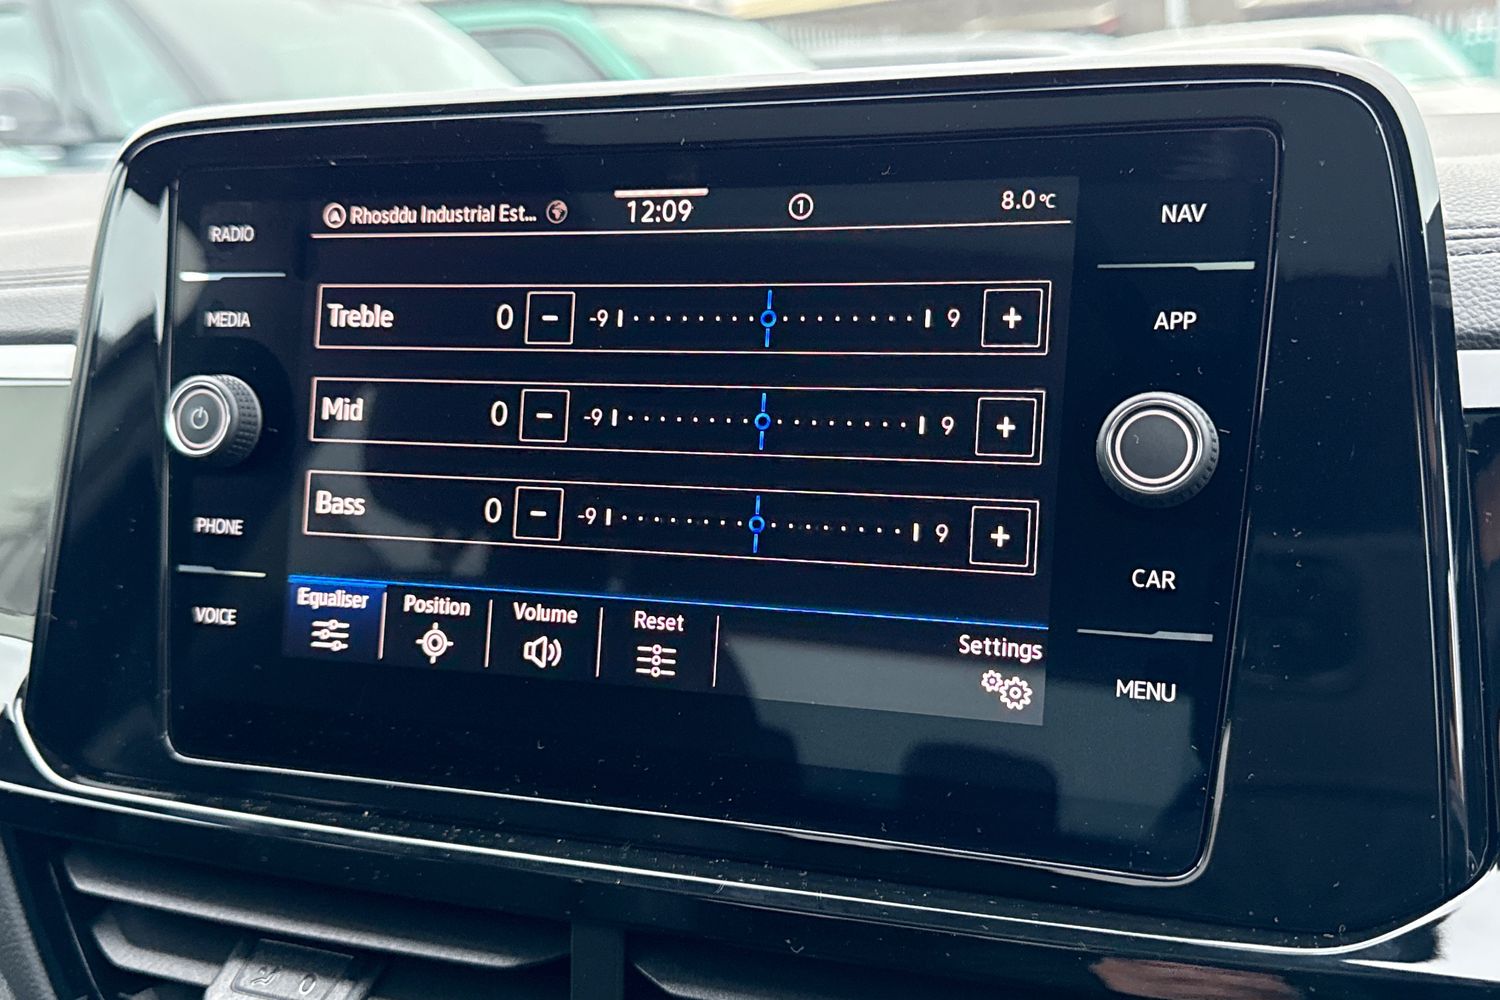 Rhosddu Industrial Est... 12:09 1 8.0°C
RADIO
MEDIA
PHONE
VOICE
Treble 0 - -9 9 +
Mid 0 - -9 9 +
Bass 0 - -9 9 +
Equaliser Position Volume Reset Settings
NAV
APP
CAR
MENU